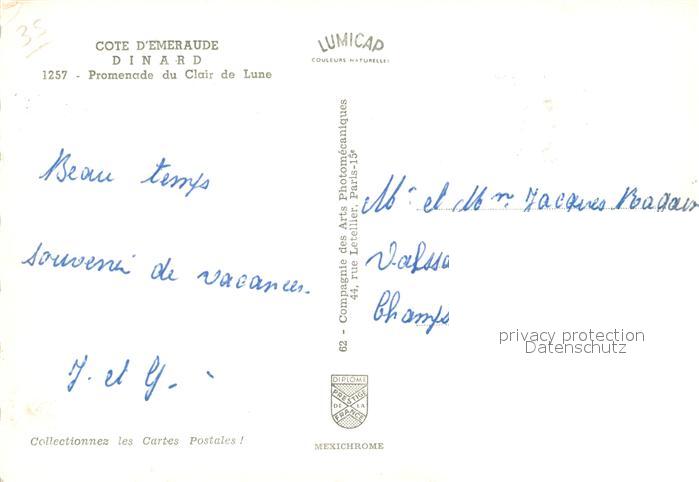 35
COTE D'EMERAUDE
DINARD
1257 - Promenade du Clair de Lune
LUMICAP
COULEURS NATURELLES
Beau temps
souvenir de vacances.
J. et G.
62 - Compagnie des Arts Photomécaniques
44, rue Letellier, Paris-15e
Mr et Mm Jacques
Champs
privacy protection
Datenschutz
DIPLOME
PRESTIGE
DE LA
FRANCE
Collectionnez les Cartes Postales !
MEXICHROME